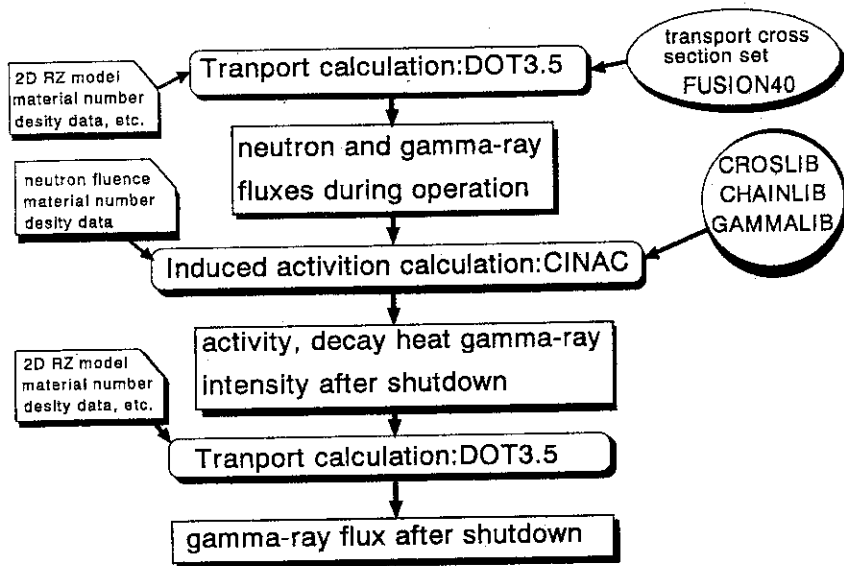 Tranport calculation:DOT3.5
transport cross
section set
FUSION40
2D RZ model
material number
desity data, etc.
neutron and gamma-ray
fluxes during operation
neutron fluence
material number
desity data
CROSLIB
CHAINLIB
GAMMALIB
Induced activition calculation:CINAC
activity, decay heat gamma-ray
intensity after shutdown
2D RZ model
material number
desity data, etc.
Tranport calculation:DOT3.5
gamma-ray flux after shutdown